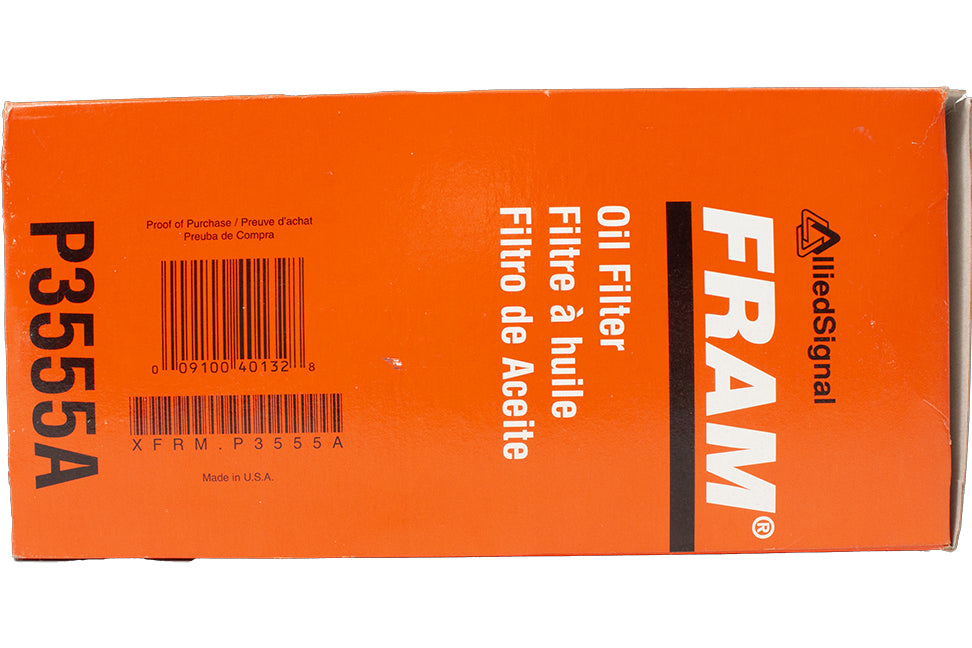 AlliedSignal
FRAM®
Oil Filter
Filtre à huile
Filtro de Aceite
Proof of Purchase / Preuve d'achat
Preuba de Compra
0 09100 40132 8
XFRM.P3555A
Made in U.S.A.
P3555A